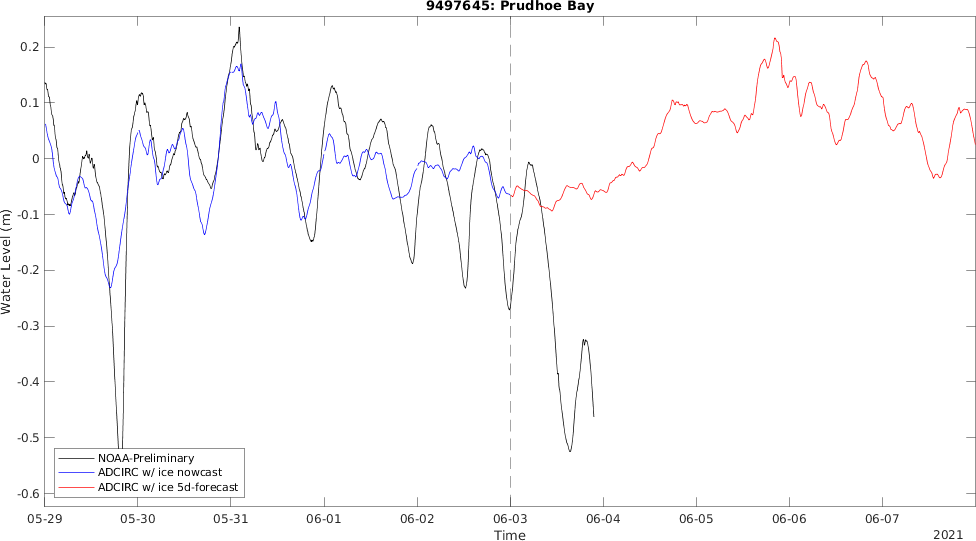 9497645: Prudhoe Bay
0.2
0.1
0
-0.1
-0.2
-0.3
-0.4
-0.5
-0.6
Water Level (m)
NOAA-Preliminary
ADCIRC w/ ice nowcast
ADCIRC w/ ice 5d-forecast
05-29 05-30 05-31 06-01 06-02 06-03 06-04 06-05 06-06 06-07
Time
2021